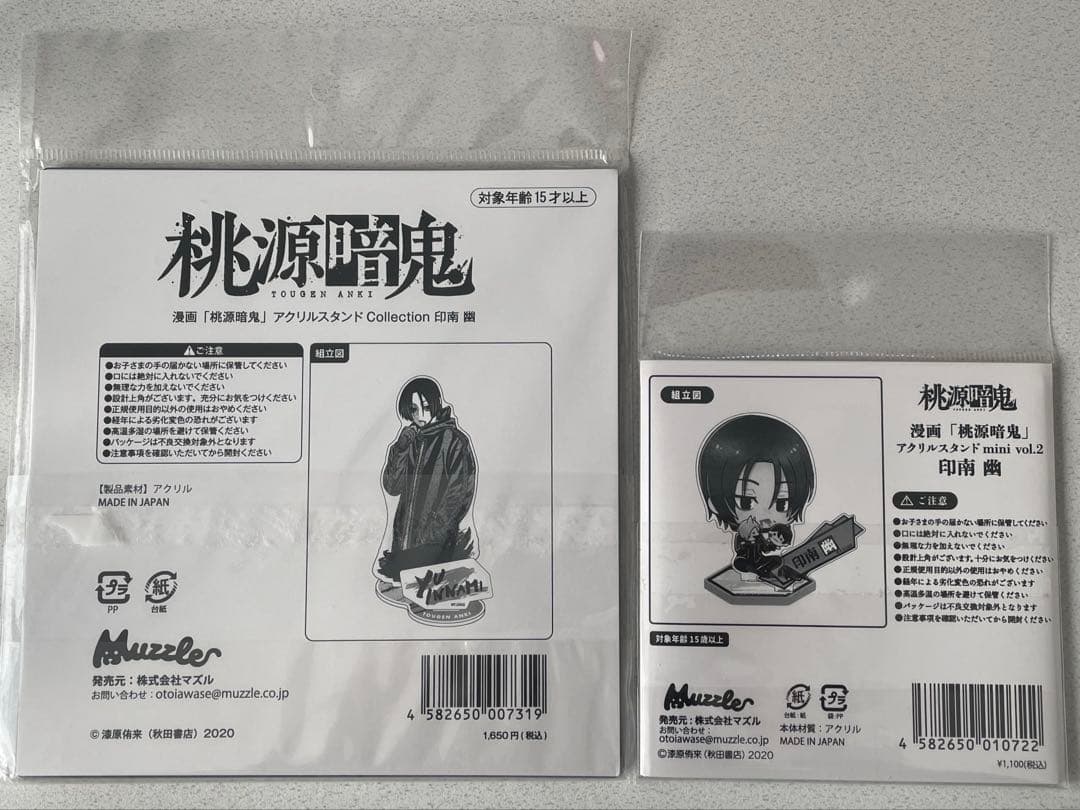 対象年齢15才以上
桃源暗鬼
TOUGEN ANKI
漫画「桃源暗鬼」アクリルスタンド Collection 印南 幽
⚠ご注意
●お子さまの手の届かない場所に保管してください
●口には絶対に入れないでください
●無理な力を加えないでください
●設計上角がございます。充分にお気をつけください
●正規使用目的以外の使用はおやめください
●経年による劣化変色の恐れがございます
●高温多湿の場所を避けて保管ください
●パッケージは不良交換対象外となります
●注意事項を確認いただいてから開封ください
組立図
YU
INNAMI
TOUGEN ANKI
【製品素材】アクリル
MADE IN JAPAN
プラ
PP
紙
台紙
Muzzle
発売元：株式会社マズル
お問い合わせ：otoiawase@muzzle.co.jp
©漆原侑来（秋田書店）2020
4 582650 007319
1,650円(税込)
組立図
印南 幽
対象年齢15歳以上
桃源暗鬼
TOUGEN ANKI
漫画「桃源暗鬼」
アクリルスタンド mini vol.2
印南 幽
⚠ ご注意
●お子さまの手の届かない場所に保管してください
●口には絶対に入れないでください
●無理な力を加えないでください
●設計上角がございます。十分にお気をつけください
●正規使用目的以外の使用はおやめください
●経年による劣化変色の恐れがございます
●高温多湿の場所を避けて保管ください
●パッケージは不良交換対象外となります
●注意事項を確認いただいてから開封ください
Muzzle
発売元：株式会社マズル
お問い合わせ：
otoiawase@muzzle.co.jp
©漆原侑来（秋田書店）2020
紙
台紙：紙
プラ
袋:PP
本体材質：アクリル
MADE IN JAPAN
4 582650 010722
¥1,100(税込)